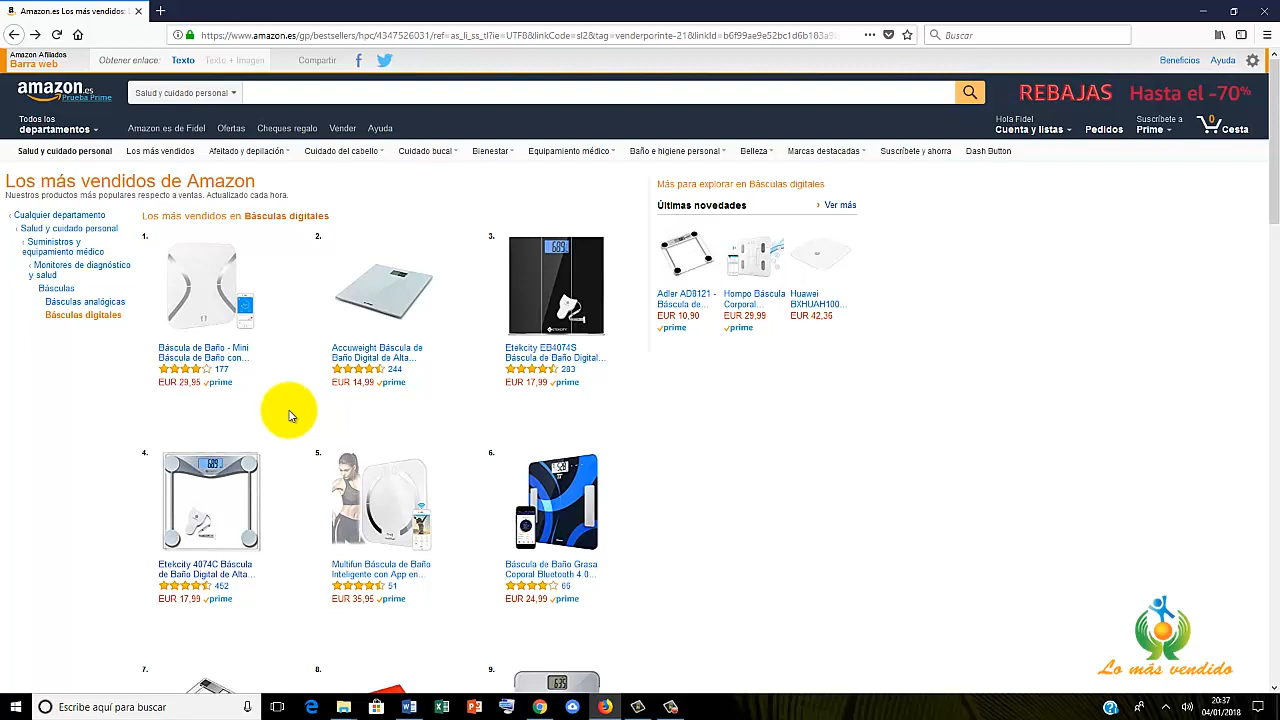 Amazon.es Los más vendidos: L
https://www.amazon.es/gp/bestsellers/hpc/4347526031/ref=as_li_ss_tl?ie=UTF8&linkCode=sl2&tag=venderporinte-21&linkId=b6f99ae9e52bc1d6b183a9
Buscar
Amazon Afiliados
Barra web
Obtener enlace:
Texto
Texto + Imagen
Compartir
Beneficios
Ayuda
amazon.es
Prueba Prime
Salud y cuidado personal
REBAJAS Hasta el -70%
Todos los
departamentos
Amazon.es de Fidel
Ofertas
Cheques regalo
Vender
Ayuda
Hola Fidel
Cuenta y listas
Pedidos
Suscríbete a
Prime
0
Cesta
Salud y cuidado personal
Los más vendidos
Afeitado y depilación
Cuidado del cabello
Cuidado bucal
Bienestar
Equipamiento médico
Baño e higiene personal
Belleza
Marcas destacadas
Suscríbete y ahorra
Dash Button
Los más vendidos de Amazon
Nuestros productos más populares respecto a ventas. Actualizado cada hora.
‹ Cualquier departamento
‹ Salud y cuidado personal
‹ Suministros y
equipamiento médico
‹ Monitores de diagnóstico
y salud
Básculas
Básculas analógicas
Básculas digitales
Los más vendidos en Básculas digitales
1.
Báscula de Baño - Mini
Báscula de Baño con...
177
EUR 29,95 prime
2.
Accuweight Báscula de
Baño Digital de Alta...
244
EUR 14,99 prime
3.
ETEKCITY
Etekcity EB4074S
Báscula de Baño Digital...
283
EUR 17,99 prime
4.
Etekcity 4074C Báscula
de Baño Digital de Alta...
452
EUR 17,99 prime
5.
Multifun Báscula de Baño
Inteligente con App en...
51
EUR 35,95 prime
6.
Báscula de Baño Grasa
Coporal Bluetooth 4.0...
66
EUR 24,99 prime
7.
8.
9.
Más para explorar en Básculas digitales
Últimas novedades
› Ver más
Adler AD8121 -
Báscula de...
EUR 10,90
prime
Hompo Báscula
Corporal...
EUR 29,99
prime
Huawei
BXHUAH100...
EUR 42,36
Lo más vendido
Escribe aquí para buscar
20:37
04/01/2018